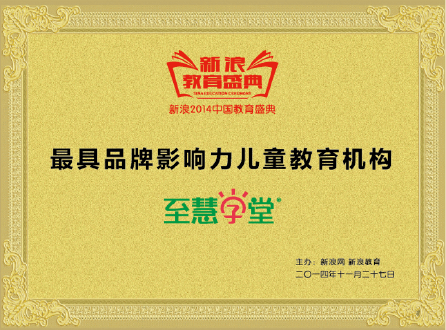 新浪
教育盛典
SINA EDUCATION CEREMONY
新浪2014中国教育盛典
最具品牌影响力儿童教育机构
至慧学堂®
主办：新浪网 新浪教育
二〇一四年十一月二十七日